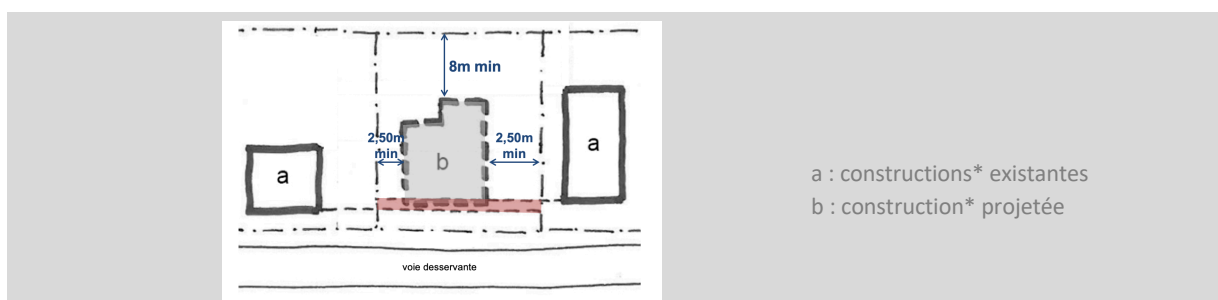 8m min
2,50m
min
2,50m
min
a
b
a
a : constructions* existantes
b : construction* projetée
voie desservante